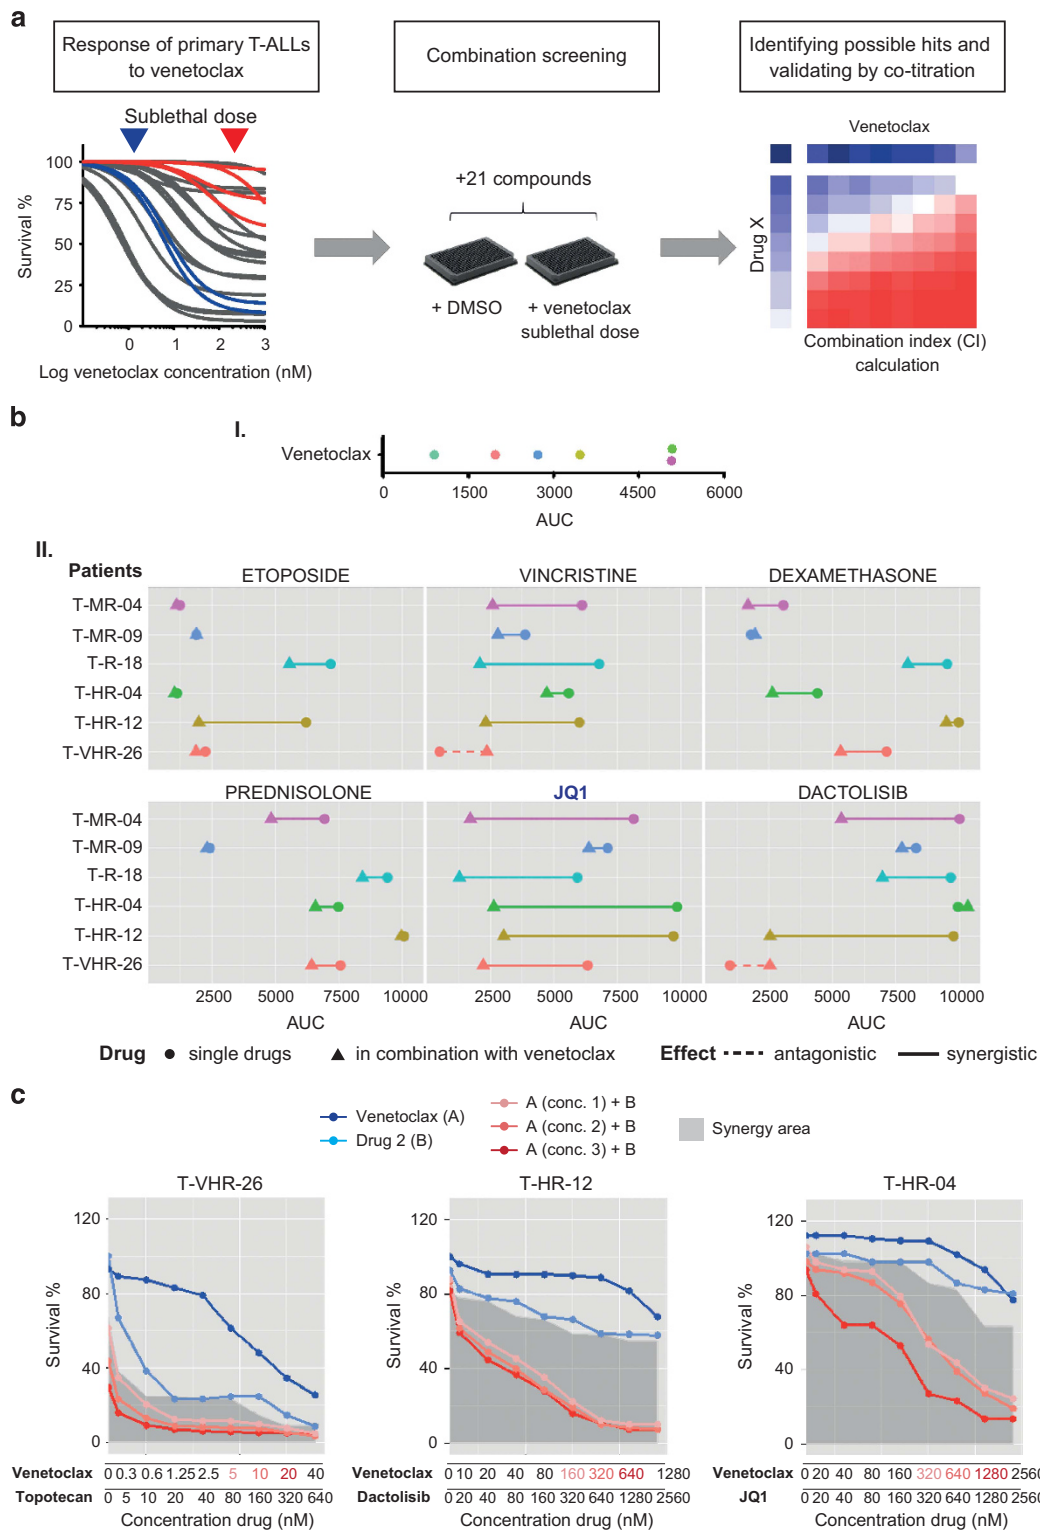 a
Response of primary T-ALLs
to venetoclax
Combination screening
Identifying possible hits and
validating by co-titration
Sublethal dose
Survival %
100
75
50
25
0
0 1 2 3
Log venetoclax concentration (nM)
+21 compounds
+ DMSO
+ venetoclax
sublethal dose
Venetoclax
Drug X
Combination index (CI)
calculation
b
I.
Venetoclax
0 1500 3000 4500 6000
AUC
II.
Patients
ETOPOSIDE VINCRISTINE DEXAMETHASONE
T-MR-04
T-MR-09
T-R-18
T-HR-04
T-HR-12
T-VHR-26
PREDNISOLONE JQ1 DACTOLISIB
T-MR-04
T-MR-09
T-R-18
T-HR-04
T-HR-12
T-VHR-26
2500 5000 7500 10000 2500 5000 7500 10000 2500 5000 7500 10000
AUC AUC AUC
Drug single drugs in combination with venetoclax Effect antagonistic synergistic
c
Venetoclax (A)
Drug 2 (B)
A (conc. 1) + B
A (conc. 2) + B
A (conc. 3) + B
Synergy area
T-VHR-26
Survival %
120
80
40
0
Venetoclax 0 0.3 0.6 1.25 2.5 5 10 20 40
Topotecan 0 5 10 20 40 80 160 320 640
Concentration drug (nM)
T-HR-12
Survival %
120
80
40
0
Venetoclax 0 10 20 40 80 160 320 640 1280
Dactolisib 0 20 40 80 160 320 640 1280 2560
Concentration drug (nM)
T-HR-04
Survival %
120
80
40
0
Venetoclax 0 20 40 80 160 320 640 1280 2560
JQ1 0 20 40 80 160 320 640 1280 2560
Concentration drug (nM)